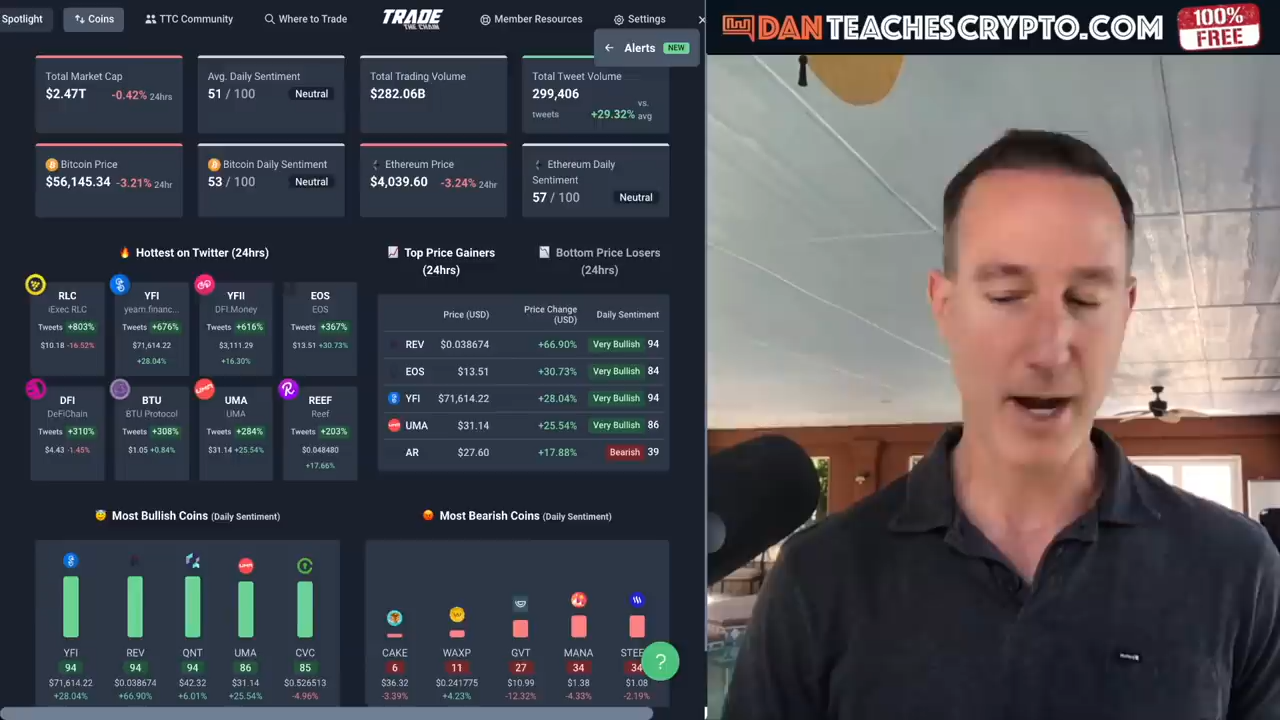 Spotlight
Coins
TTC Community
Where to Trade
TRADE
THE CHAIN
Member Resources
Settings
Alerts NEW
DANTEACHESCRYPTO.COM
100%
FREE
Total Market Cap
$2.47T -0.42% 24hrs
Avg. Daily Sentiment
51 / 100 Neutral
Total Trading Volume
$282.06B
Total Tweet Volume
299,406
tweets +29.32% vs. avg
Bitcoin Price
$56,145.34 -3.21% 24hr
Bitcoin Daily Sentiment
53 / 100 Neutral
Ethereum Price
$4,039.60 -3.24% 24hr
Ethereum Daily
Sentiment
57 / 100 Neutral
Hottest on Twitter (24hrs)
RLC
iExec RLC
Tweets +803%
$10.18 -16.52%
YFI
yearn.financ...
Tweets +676%
$71,614.22
+28.04%
YFII
DFI.Money
Tweets +616%
$3,111.29
+16.30%
EOS
EOS
Tweets +367%
$13.51 +30.73%
DFI
DeFiChain
Tweets +310%
$4.43 -1.45%
BTU
BTU Protocol
Tweets +308%
$1.05 +0.84%
UMA
UMA
Tweets +284%
$31.14 +25.54%
REEF
Reef
Tweets +203%
$0.048480
+17.66%
Top Price Gainers
(24hrs)
Bottom Price Losers
(24hrs)
Price (USD) Price Change (USD) Daily Sentiment
REV $0.038674 +66.90% Very Bullish 94
EOS $13.51 +30.73% Very Bullish 84
YFI $71,614.22 +28.04% Very Bullish 94
UMA $31.14 +25.54% Very Bullish 86
AR $27.60 +17.88% Bearish 39
Most Bullish Coins (Daily Sentiment)
YFI REV QNT UMA CVC
94 94 94 86 85
$71,614.22 $0.038674 $42.32 $31.14 $0.526513
+28.04% +66.90% +6.01% +25.54% -4.96%
Most Bearish Coins (Daily Sentiment)
CAKE WAXP GVT MANA STEE
6 11 27 34 34
$36.32 $0.241775 $10.99 $1.38 $1.08
-3.39% +4.23% -12.32% -4.33% -2.19%
?